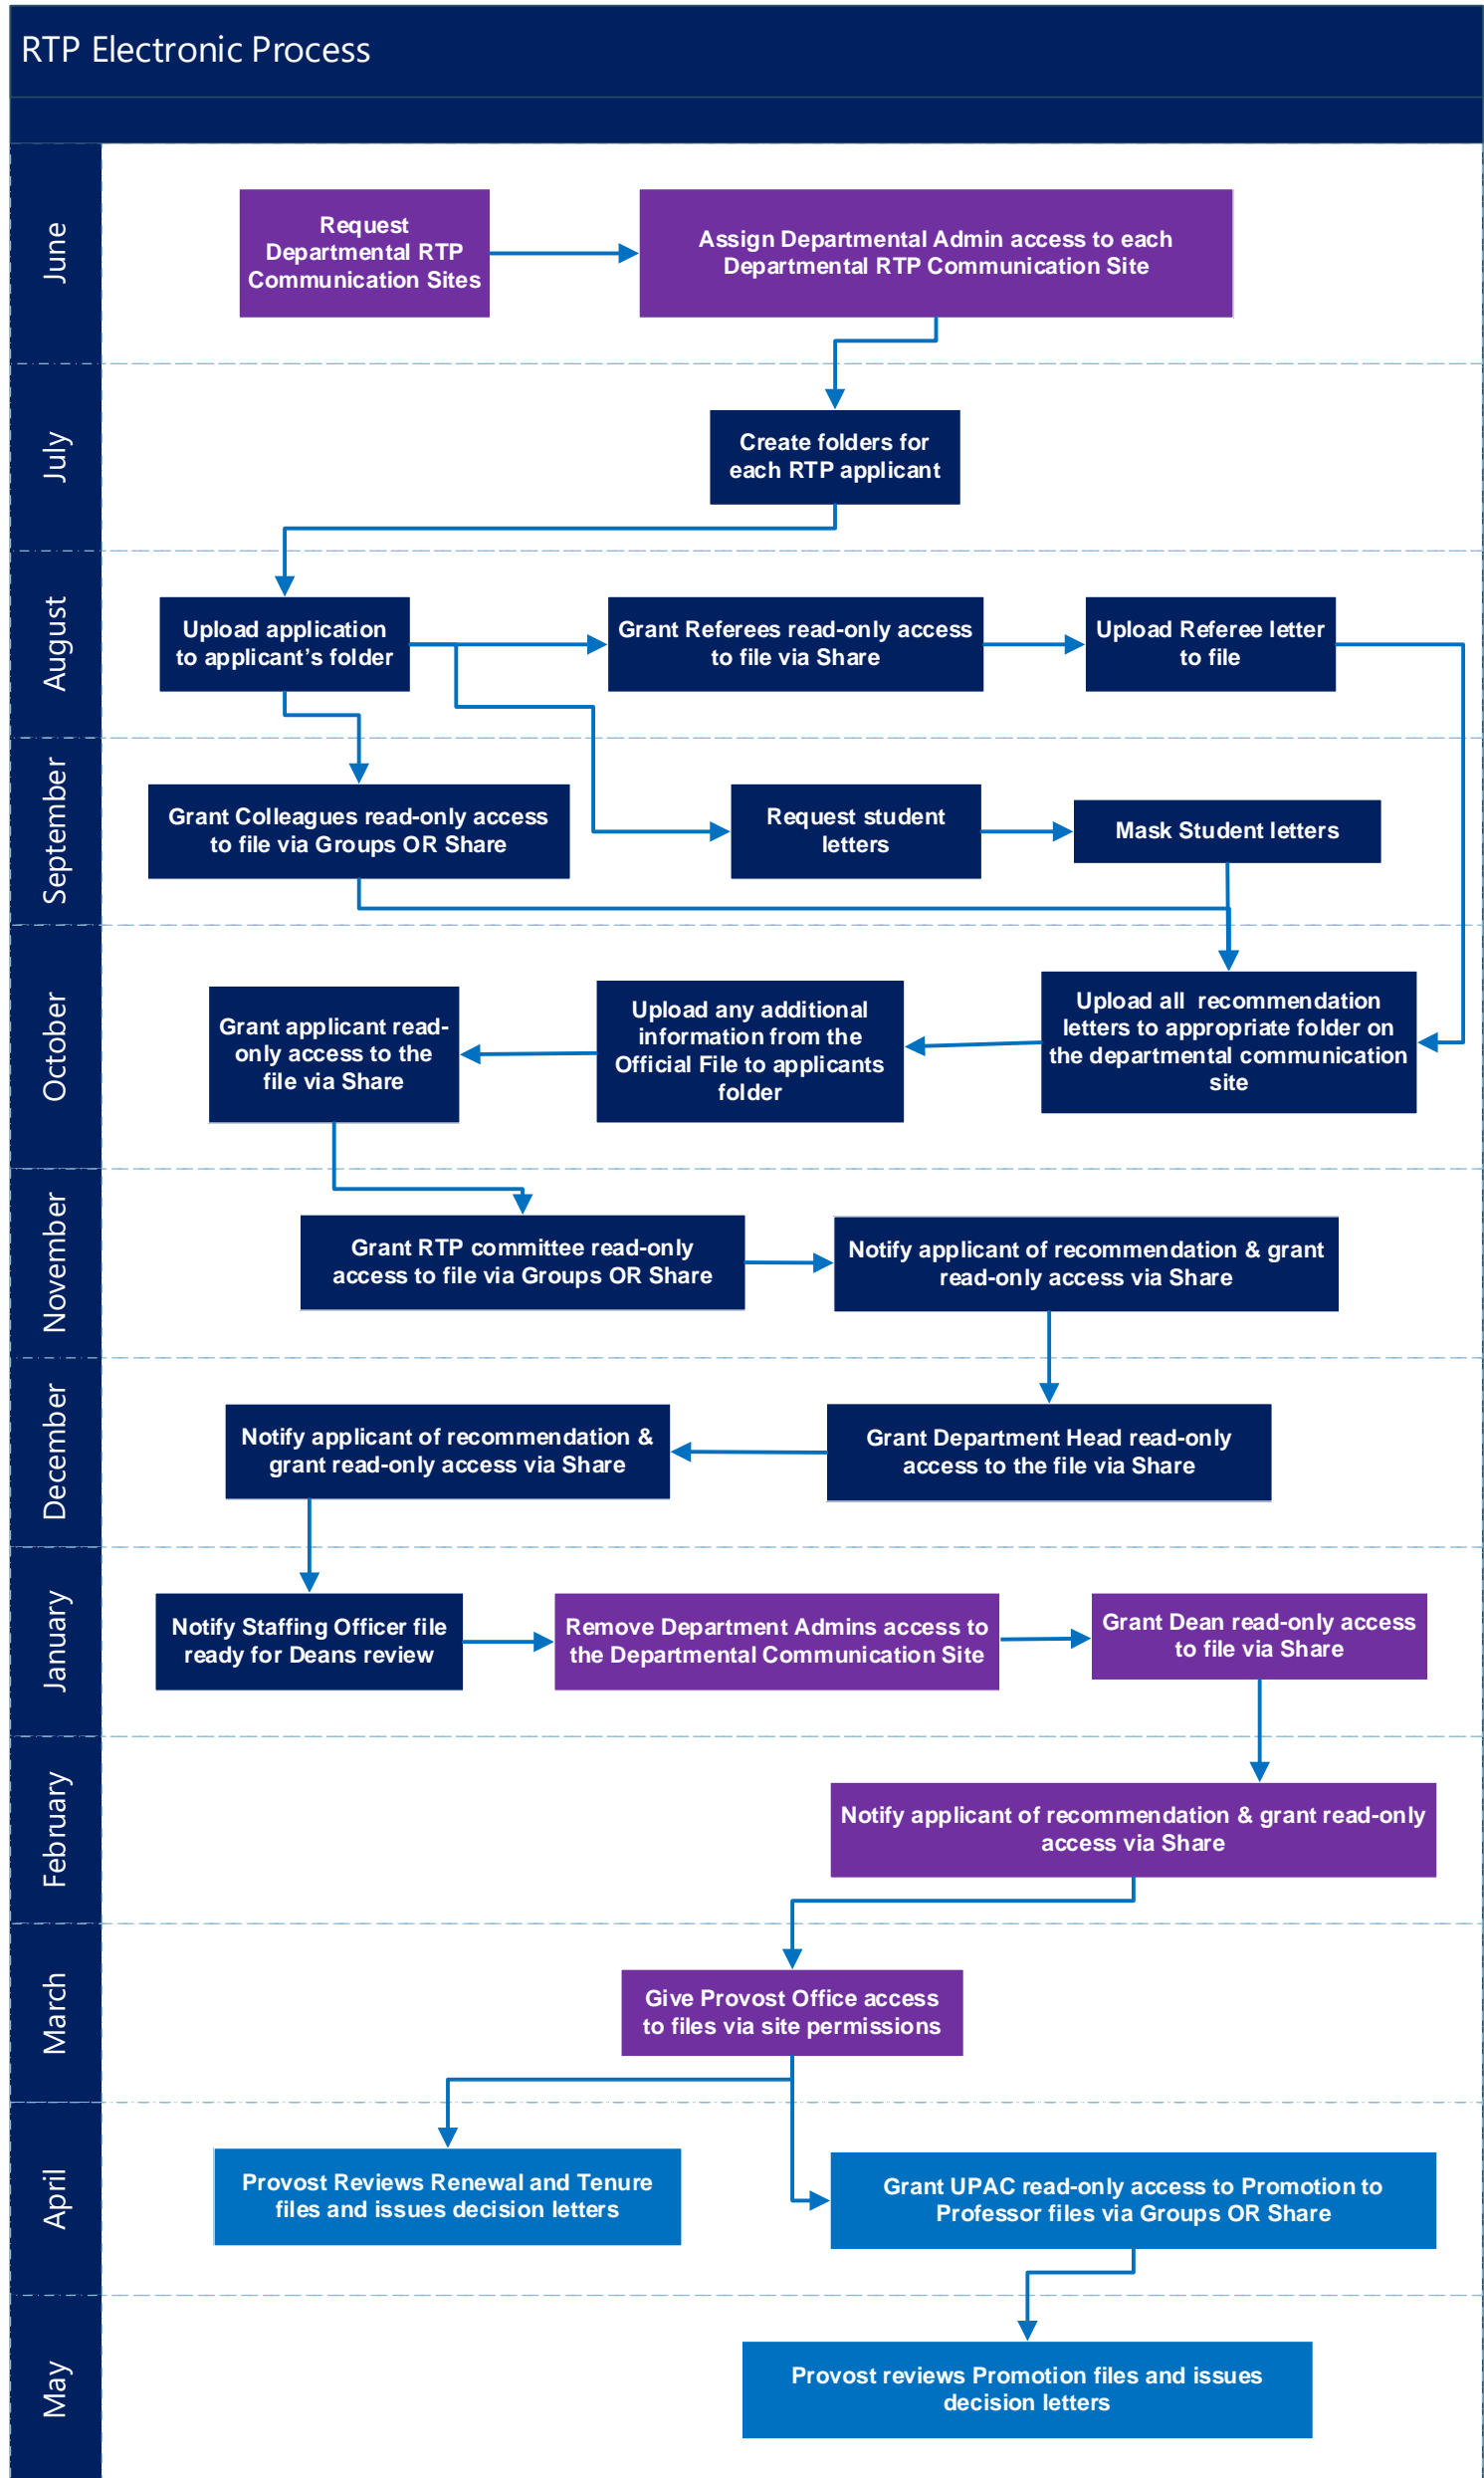 RTP Electronic Process
June
Request
Departmental RTP
Communication Sites
Assign Departmental Admin access to each
Departmental RTP Communication Site
July
Create folders for
each RTP applicant
August
Upload application
to applicant's folder
Grant Referees read-only access
to file via Share
Upload Referee letter
to file
September
Grant Colleagues read-only access
to file via Groups OR Share
Request student
letters
Mask Student letters
October
Grant applicant read-
only access to the
file via Share
Upload any additional
information from the
Official File to applicants
folder
Upload all recommendation
letters to appropriate folder on
the departmental communication
site
November
Grant RTP committee read-only
access to file via Groups OR Share
Notify applicant of recommendation & grant
read-only access via Share
December
Notify applicant of recommendation &
grant read-only access via Share
Grant Department Head read-only
access to the file via Share
January
Notify Staffing Officer file
ready for Deans review
Remove Department Admins access to
the Departmental Communication Site
Grant Dean read-only access
to file via Share
February
Notify applicant of recommendation & grant read-only
access via Share
March
Give Provost Office access
to files via site permissions
April
Provost Reviews Renewal and Tenure
files and issues decision letters
Grant UPAC read-only access to Promotion to
Professor files via Groups OR Share
May
Provost reviews Promotion files and issues
decision letters